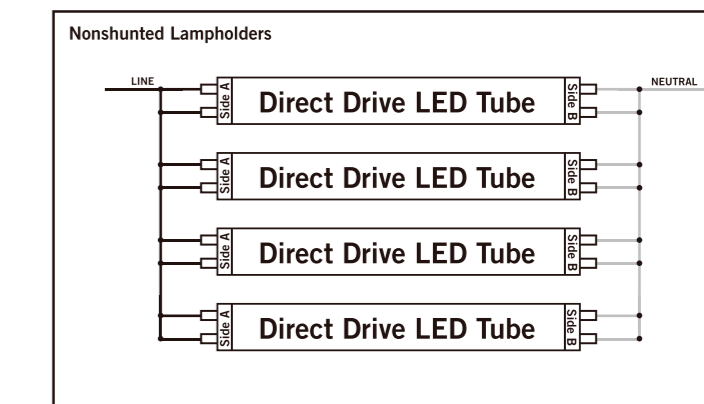 Nonshunted Lampholders
LINE
NEUTRAL
Side A
Direct Drive LED Tube
Side B
Side A
Direct Drive LED Tube
Side B
Side A
Direct Drive LED Tube
Side B
Side A
Direct Drive LED Tube
Side B